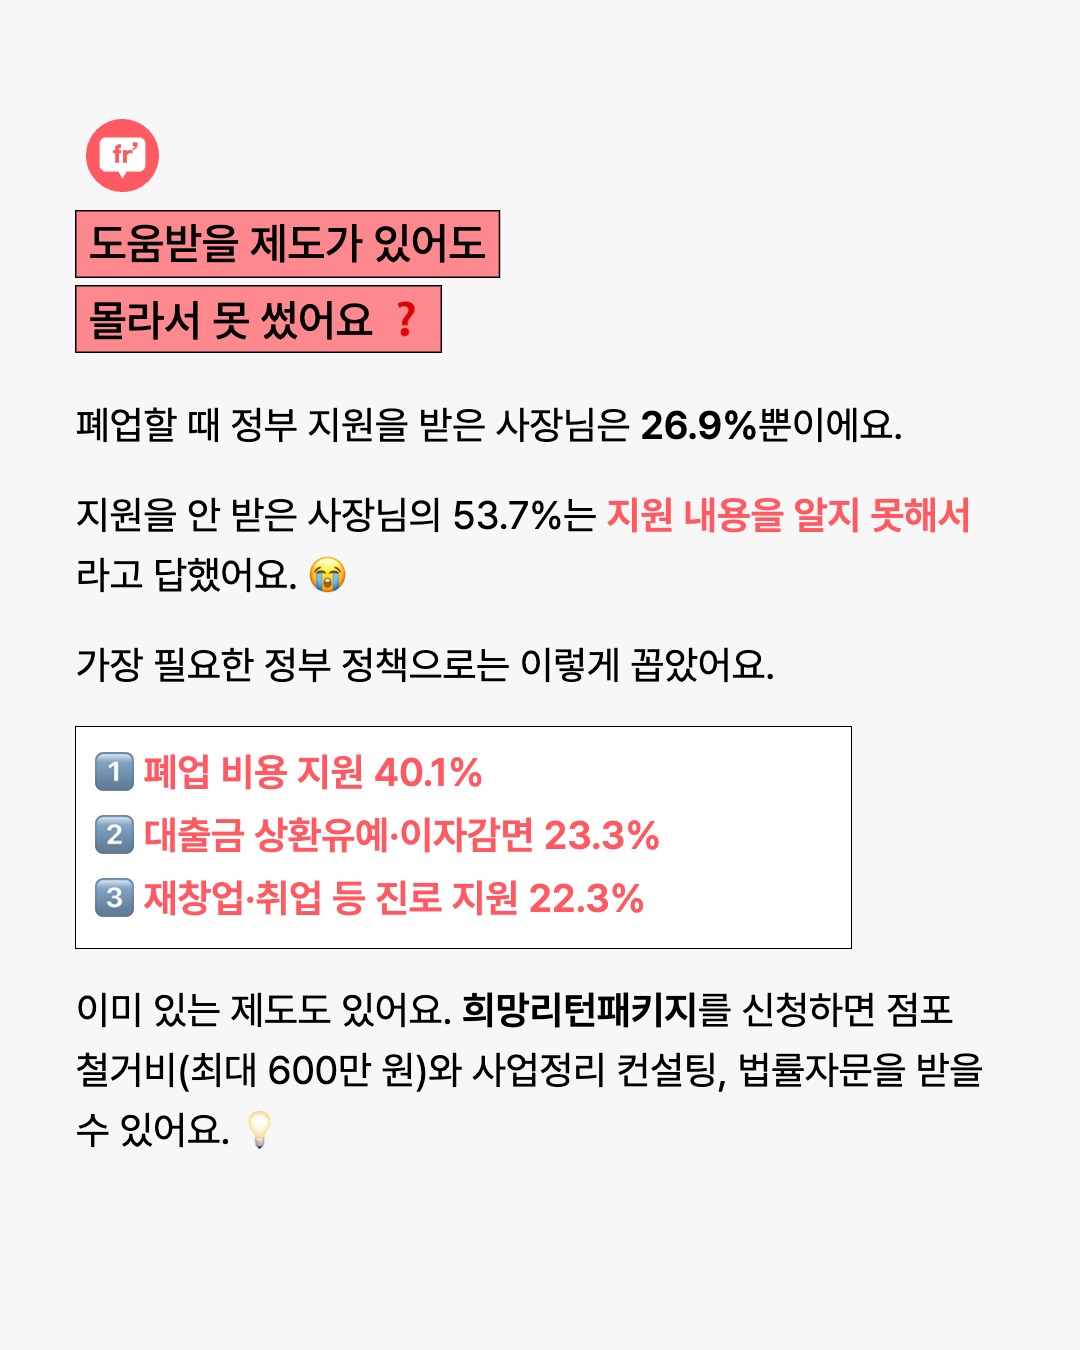 fr’
도움받을 제도가 있어도
몰라서 못 썼어요 ❓
폐업할 때 정부 지원을 받은 사장님은 26.9%뿐이에요.
지원을 안 받은 사장님의 53.7%는 지원 내용을 알지 못해서
라고 답했어요. 😭
가장 필요한 정부 정책으로는 이렇게 꼽았어요.
1️⃣ 폐업 비용 지원 40.1%
2️⃣ 대출금 상환유예·이자감면 23.3%
3️⃣ 재창업·취업 등 진로 지원 22.3%
이미 있는 제도도 있어요. 희망리턴패키지를 신청하면 점포
철거비(최대 600만 원)와 사업정리 컨설팅, 법률자문을 받을
수 있어요. 💡